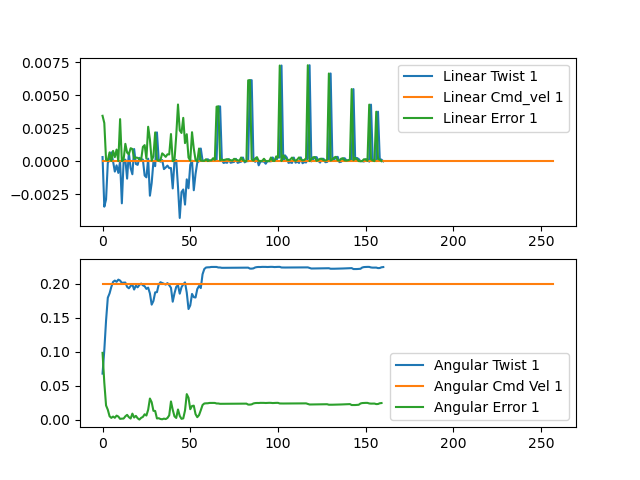 0.0075
0.0050
0.0025
0.0000
−0.0025
Linear Twist 1
Linear Cmd_vel 1
Linear Error 1
0 50 100 150 200 250
0.20
0.15
0.10
0.05
0.00
Angular Twist 1
Angular Cmd Vel 1
Angular Error 1
0 50 100 150 200 250